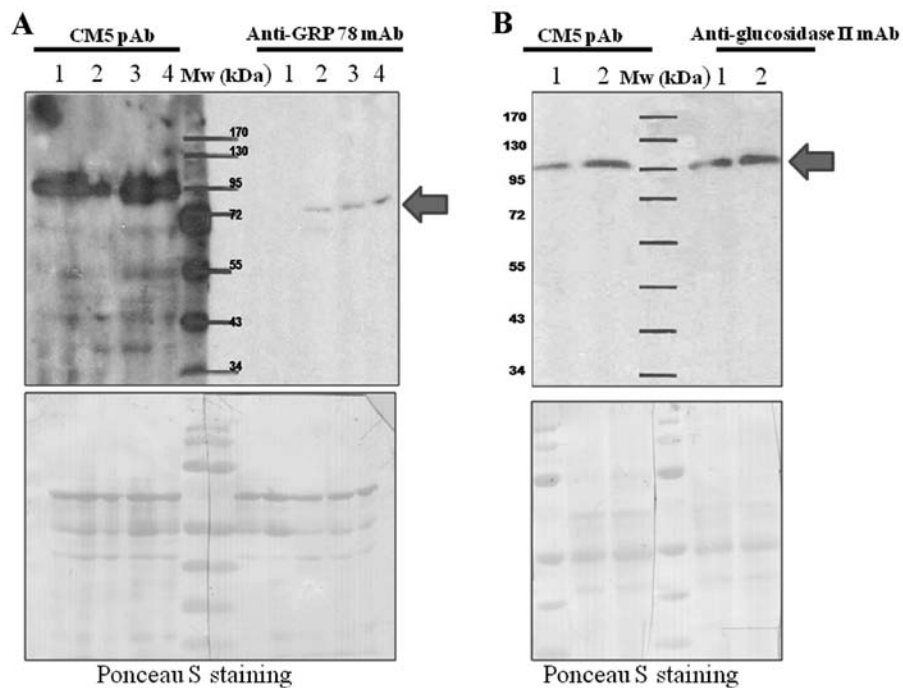 A
CM5 pAb
Anti-GRP 78 mAb
1 2 3 4 Mw (kDa) 1 2 3 4
170
130
95
72
55
43
34
Ponceau S staining
B
CM5 pAb
Anti-glucosidase II mAb
1 2 Mw (kDa) 1 2
170
130
95
72
55
43
34
Ponceau S staining